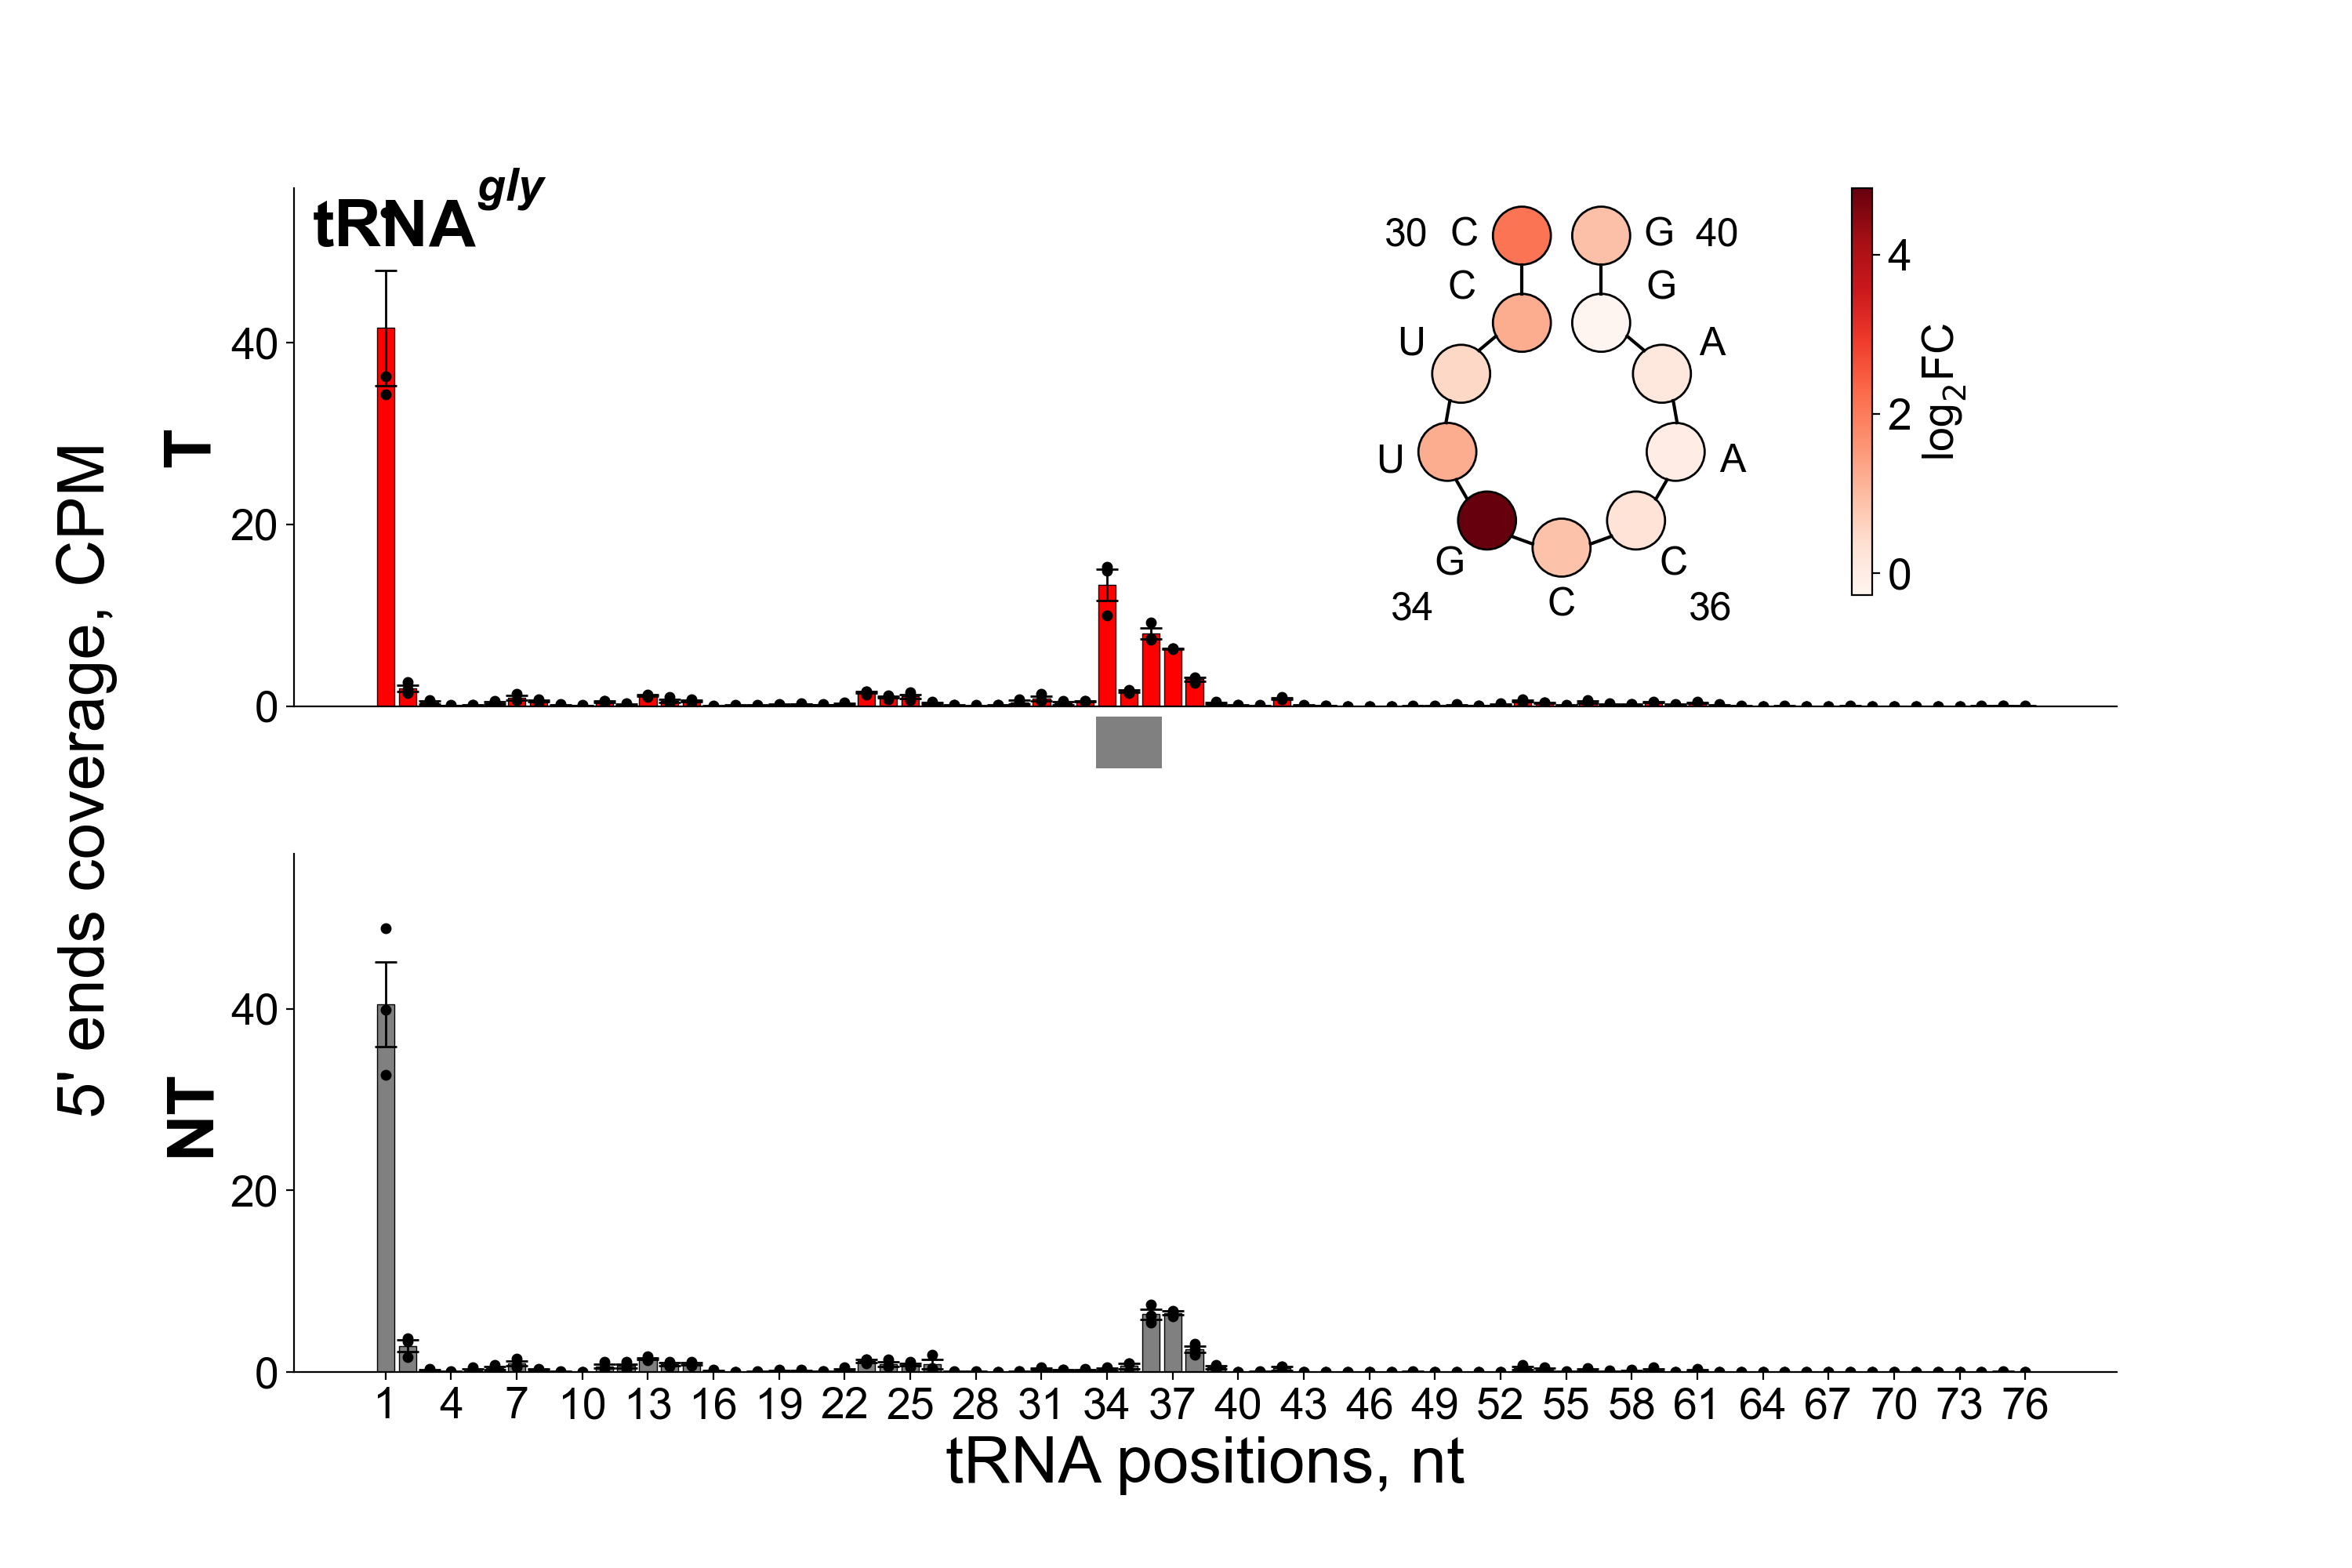 tRNA^gly
5' ends coverage, CPM
T
40
20
0
30 C G 40
C G
U A
U A
G C
34 C 36
4
2
0
log₂FC
NT
40
20
0
1 4 7 10 13 16 19 22 25 28 31 34 37 40 43 46 49 52 55 58 61 64 67 70 73 76
tRNA positions, nt